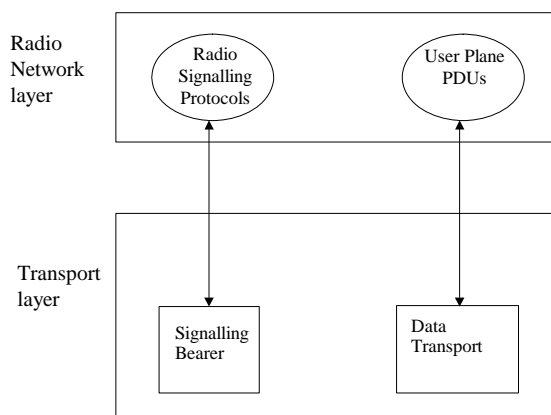 Radio
Network
layer
Radio
Signalling
Protocols
User Plane
PDUs
Transport
layer
Signalling
Bearer
Data
Transport